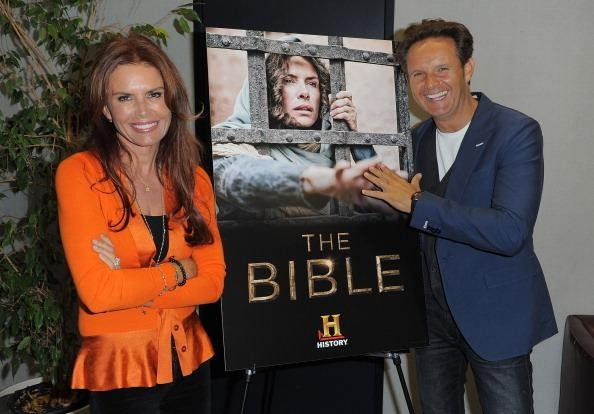 THE
BIBLE
H
HISTORY